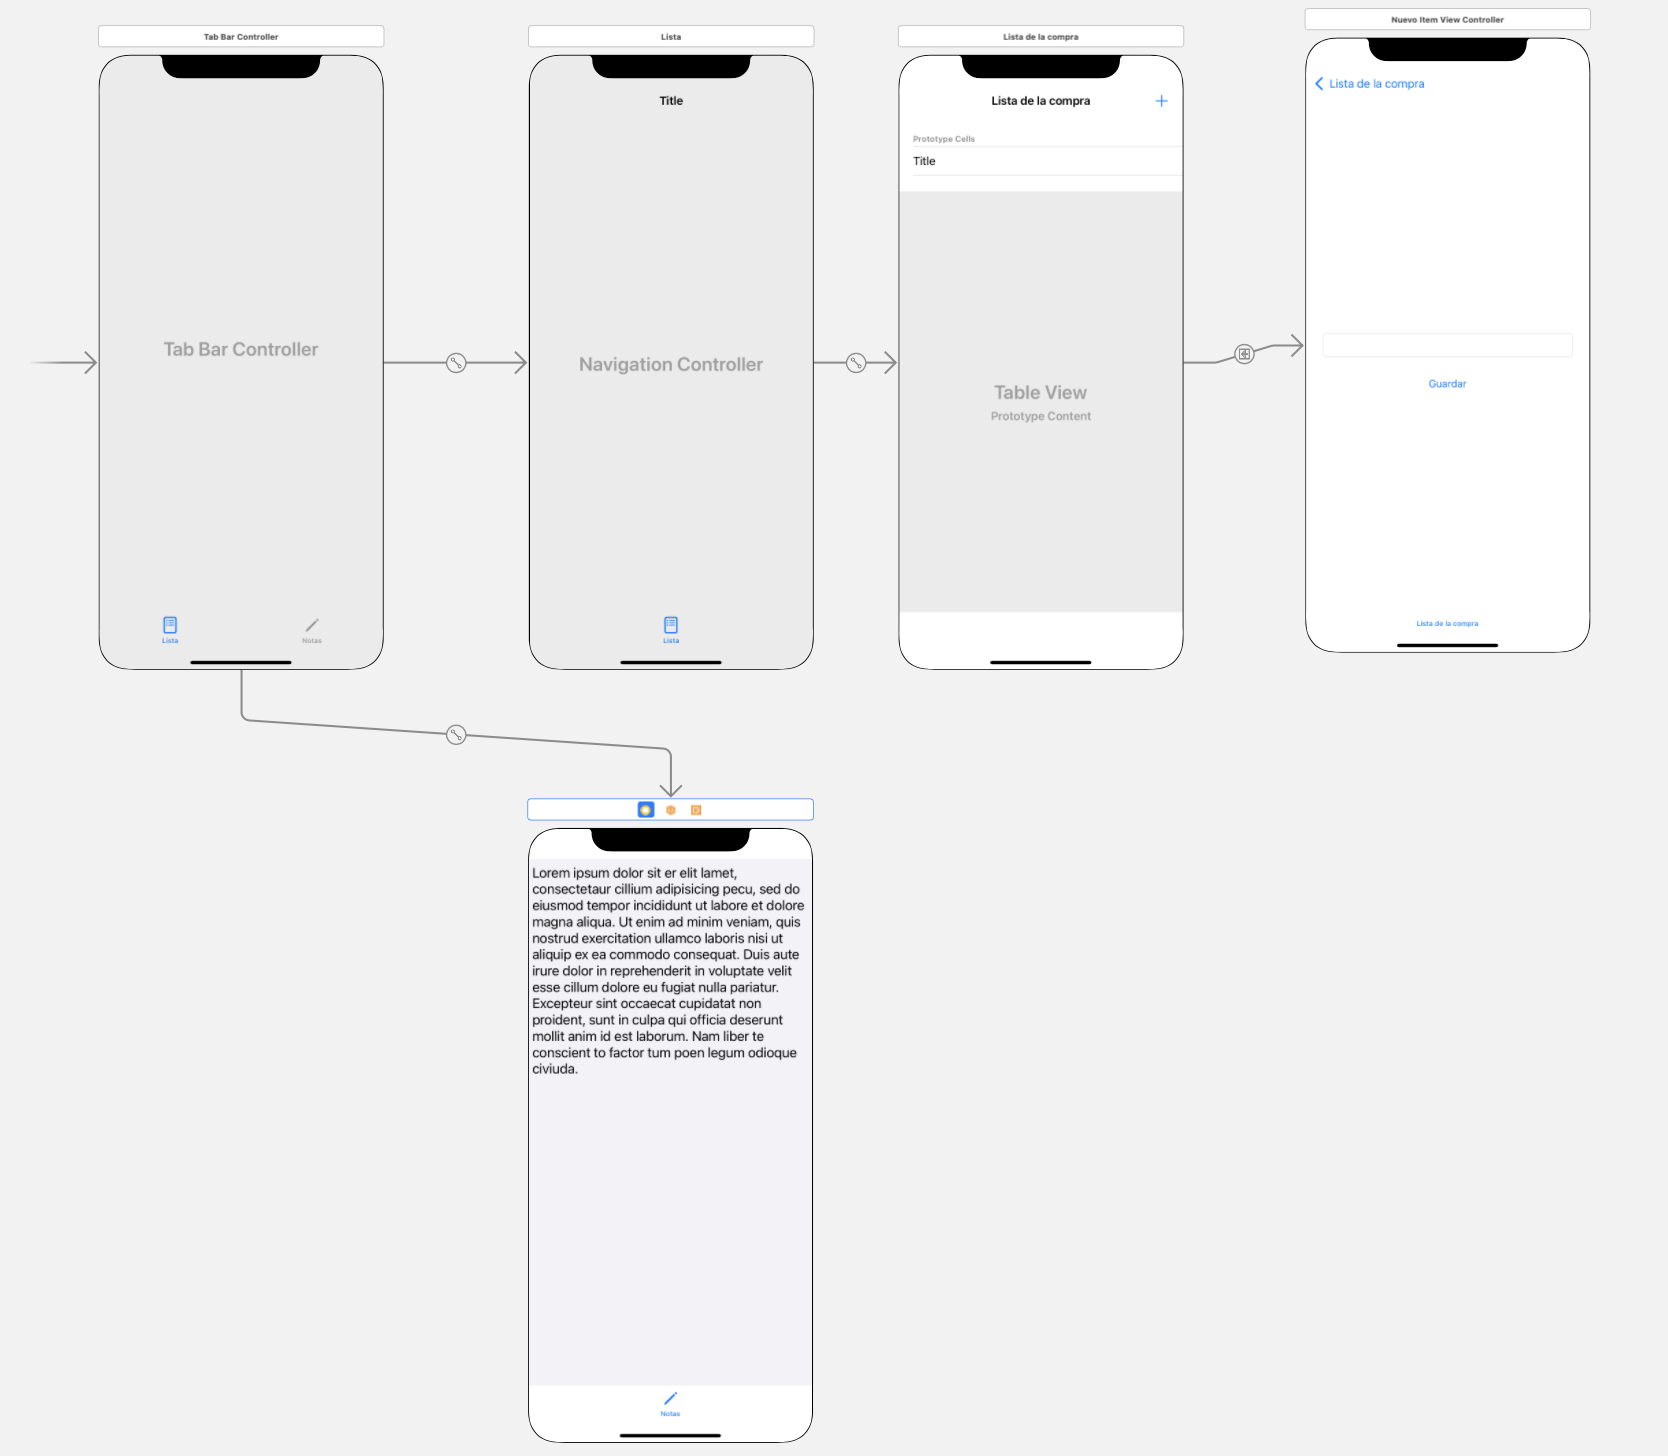 Tab Bar Controller
Tab Bar Controller
Lista
Notas
Lista
Title
Navigation Controller
Lista
Lista de la compra
Lista de la compra
Prototype Cells
Title
Table View
Prototype Content
Nuevo Item View Controller
Lista de la compra
Guardar
Lista de la compra
Lorem ipsum dolor sit er elit lamet,
consectetaur cillium adipisicing pecu, sed do
eiusmod tempor incididunt ut labore et dolore
magna aliqua. Ut enim ad minim veniam, quis
nostrud exercitation ullamco laboris nisi ut
aliquip ex ea commodo consequat. Duis aute
irure dolor in reprehenderit in voluptate velit
esse cillum dolore eu fugiat nulla pariatur.
Excepteur sint occaecat cupidatat non
proident, sunt in culpa qui officia deserunt
mollit anim id est laborum. Nam liber te
conscient to factor tum poen legum odioque
civiuda.
Notas